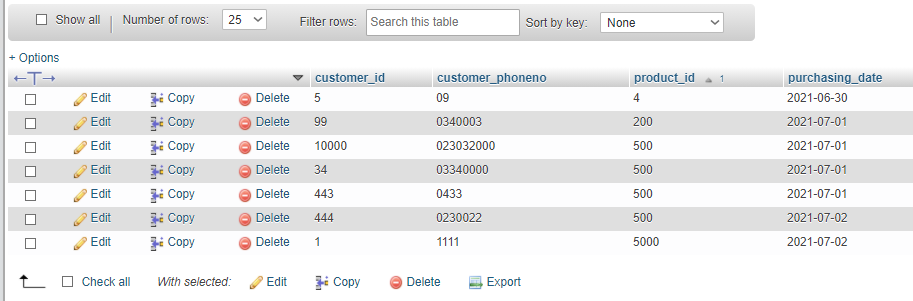 Show all Number of rows: 25 Filter rows: Search this table Sort by key: None
+ Options
←T→ customer_id customer_phoneno product_id 1 purchasing_date
Edit Copy Delete 5 09 4 2021-06-30
Edit Copy Delete 99 0340003 200 2021-07-01
Edit Copy Delete 10000 023032000 500 2021-07-01
Edit Copy Delete 34 03340000 500 2021-07-01
Edit Copy Delete 443 0433 500 2021-07-01
Edit Copy Delete 444 0230022 500 2021-07-02
Edit Copy Delete 1 1111 5000 2021-07-02
Check all With selected: Edit Copy Delete Export